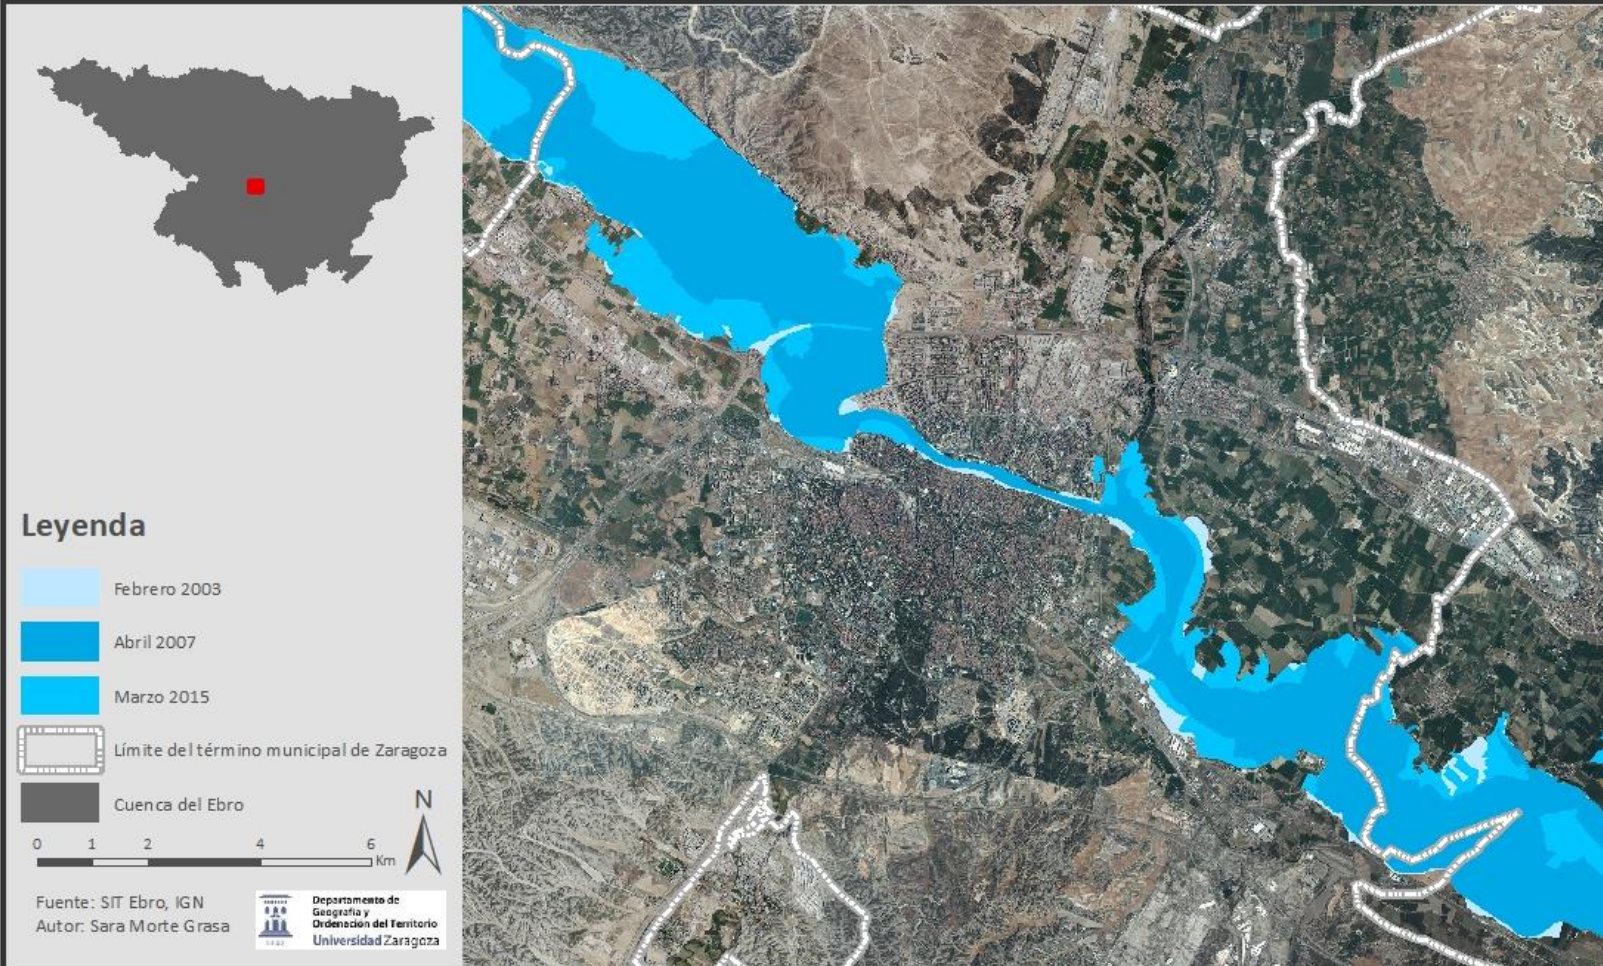 Leyenda
Febrero 2003
Abril 2007
Marzo 2015
Límite del término municipal de Zaragoza
Cuenca del Ebro
N
0 1 2 4 6
Km
Fuente: SIT Ebro, IGN
Autor: Sara Morte Grasa
Departamento de
Geografía y
Ordenación del Territorio
Universidad Zaragoza